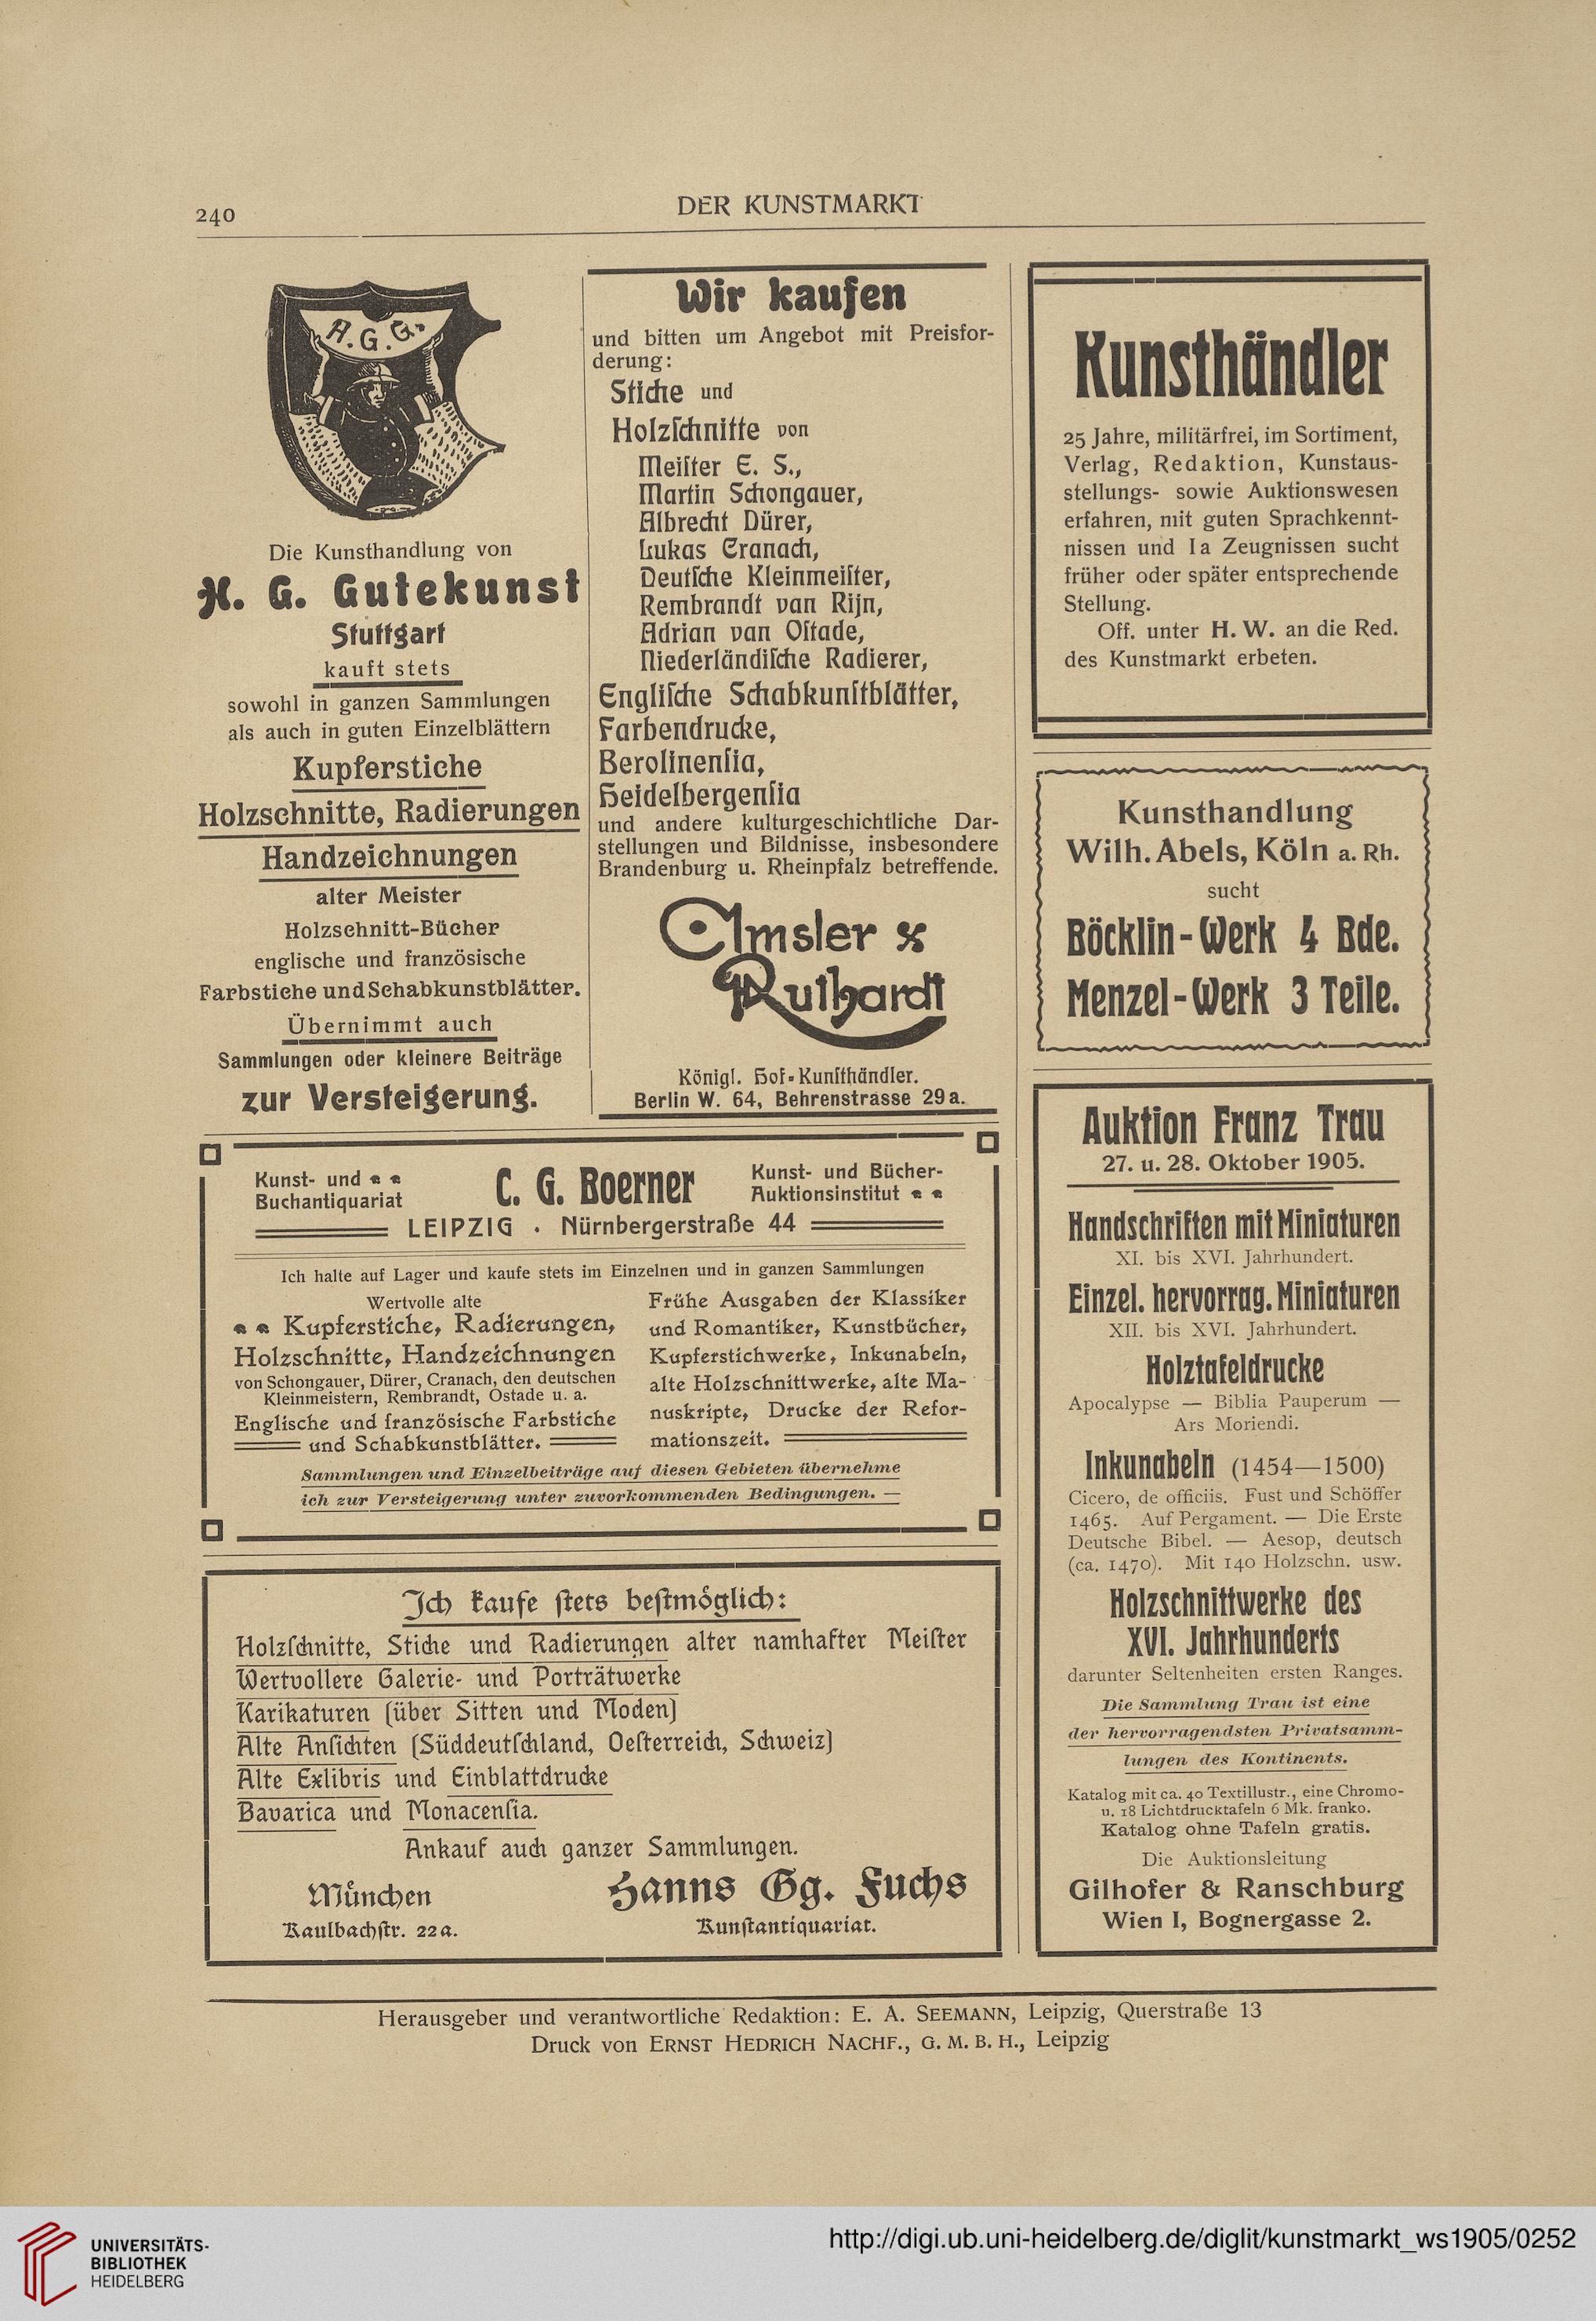 240
DER KUNSTMARKT
A. G. G.
Die Kunsthandlung von
H. G. Gutekunst
Stuttgart
kauft stets
sowohl in ganzen Sammlungen
als auch in guten Einzelblättern
Kupferstiche
Holzschnitte, Radierungen
Handzeichnungen
alter Meister
Holzschnitt-Bücher
englische und französische
Farbstiche und Schabkunstblätter.
Übernimmt auch
Sammlungen oder kleinere Beiträge
zur Versteigerung.
Wir kaufen
und bitten um Angebot mit Preisfor-
derung:
Stiche und
Holzſchnitte von
Meiſter E. S.,
Martin Schongauer,
Albrecht Dürer,
Lukas Cranach,
Deutſche Kleinmeiſter,
Rembrandt van Rijn,
Adrian van Oſtade,
Niederländiſche Radierer,
Engliſche Schabkunſtblätter,
Farbendrucke,
Berolinenſia,
Heidelbergenſia
und andere kulturgeschichtliche Dar-
stellungen und Bildnisse, insbesondere
Brandenburg u. Rheinpfalz betreffende.
Amsler &
Ruthardt
Königl. Hof-Kunſthändler.
Berlin W. 64, Behrenstrasse 29a.
Kunsthändler
25 Jahre, militärfrei, im Sortiment,
Verlag, Redaktion, Kunstaus-
stellungs- sowie Auktionswesen
erfahren, mit guten Sprachkennt-
nissen und Ia Zeugnissen sucht
früher oder später entsprechende
Stellung.
Off. unter H. W. an die Red.
des Kunstmarkt erbeten.
Kunsthandlung
Wilh. Abels, Köln a. Rh.
sucht
Böcklin-Werk 4 Bde.
Menzel-Werk 3 Teile.
Auktion Franz Trau
27. u. 28. Oktober 1905.
Handschriften mit Miniaturen
XI. bis XVI. Jahrhundert.
Einzel. hervorrag. Miniaturen
XII. bis XVI. Jahrhundert.
Holztafeldrucke
Apocalypse — Biblia Pauperum —
Ars Moriendi.
Inkunabeln (1454—1500)
Cicero, de officiis. Fust und Schöffer
1465. Auf Pergament. — Die Erste
Deutsche Bibel. — Aesop, deutsch
(ca. 1470). Mit 140 Holzschn. usw.
Holzschnittwerke des
XVI. Jahrhunderts
darunter Seltenheiten ersten Ranges.
Die Sammlung Trau ist eine
der hervorragendsten Privatsamm-
lungen des Kontinents.
Katalog mit ca. 40 Textillustr., eine Chromo-
u. 18 Lichtdrucktafeln 6 Mk. franko.
Katalog ohne Tafeln gratis.
Die Auktionsleitung
Gilhofer & Ranschburg
Wien I, Bognergasse 2.
Kunst- und
Buchantiquariat
C. G. Boerner
Kunst- und Bücher-
Auktionsinstitut
LEIPZIG . Nürnbergerstraße 44
Ich halte auf Lager und kaufe stets im Einzelnen und in ganzen Sammlungen
Wertvolle alte
Kupferstiche, Radierungen,
Holzschnitte, Handzeichnungen
von Schongauer, Dürer, Cranach, den deutschen
Kleinmeistern, Rembrandt, Ostade u. a.
Englische und französische Farbstiche
und Schabkunstblätter.
Frühe Ausgaben der Klassiker
und Romantiker, Kunstbücher,
Kupferstichwerke, Inkunabeln,
alte Holzschnittwerke, alte Ma-
nuskripte, Drucke der Refor-
mationszeit.
Sammlungen und Einzelbeiträge auf diesen Gebieten übernehme
ich zur Versteigerung unter zuvorkommenden Bedingungen. —
Ich kaufe ſtets beſtmöglich:
Holzſchnitte, Stiche und Radierungen alter namhafter Meiſter
Wertvollere Galerie- und Porträtwerke
Karikaturen (über Sitten und Moden)
Alte Anſichten (Süddeutſchland, Oeſterreich, Schweiz)
Alte Exlibris und Einblattdrucke
Bavarica und Monacenſia.
Ankauf auch ganzer Sammlungen.
München
Kaulbachſtr. 22a.
Hanns Gg. Fuchs
Kunſtantiquariat.
Herausgeber und verantwortliche Redaktion: E. A. SEEMANN, Leipzig, Querstraße 13
Druck von ERNST HEDRICH NACHF., G. M. B. H., Leipzig
UNIVERSITÄTS-
BIBLIOTHEK
HEIDELBERG
http://digi.ub.uni-heidelberg.de/diglit/kunstmarkt_ws1905/0252